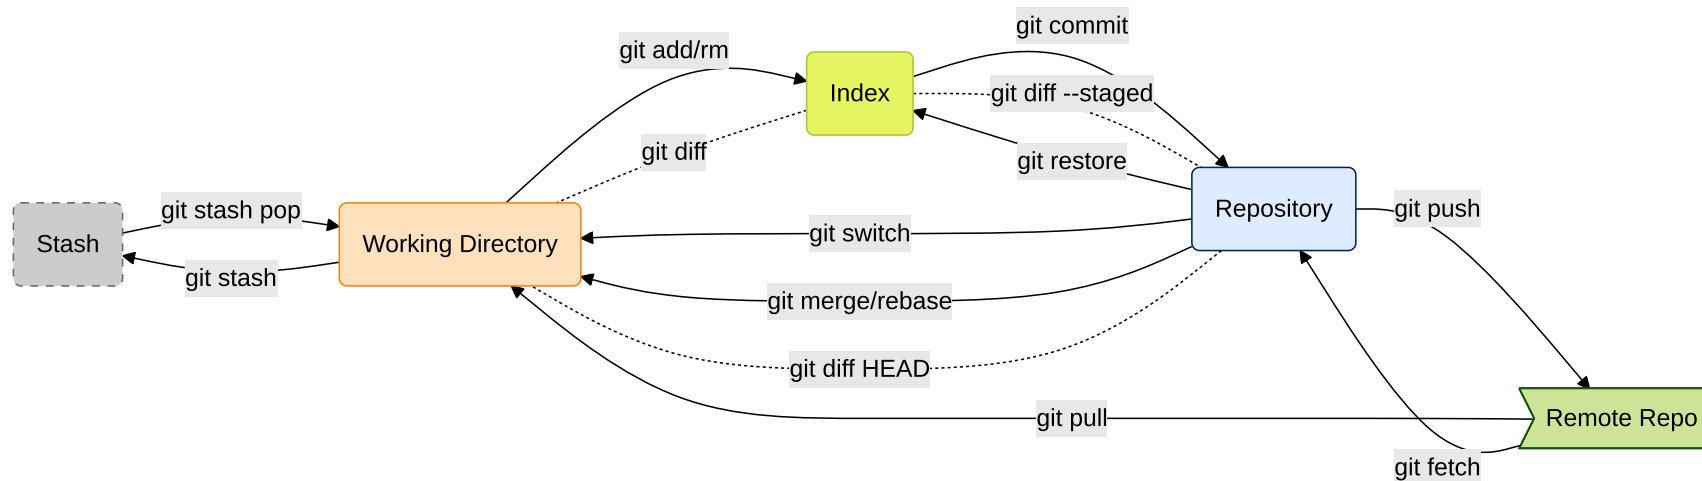 git commit
git add/rm
Index
git diff --staged
git diff
git restore
git stash pop
Repository
git push
Stash
Working Directory
git switch
git stash
git merge/rebase
git diff HEAD
git pull
Remote Repo
git fetch